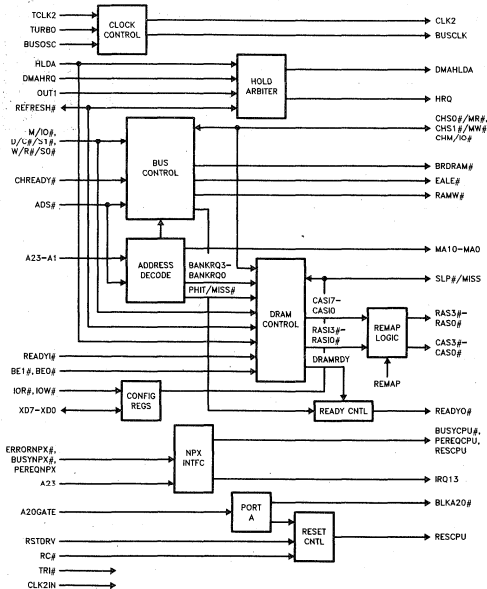 TCLK2
TURBO
BUSOSC
CLOCK
CONTROL
CLK2
BUSCLK
HLDA
DMAHRQ
OUT1
REFRESH#
HOLD
ARBITER
DMAHLDA
HRQ
M/IO#,
D/C#/S1#,
W/R#/S0#
CHREADY#
ADS#
BUS
CONTROL
CHS0#/MR#,
CHS1#/MW#
CHM/IO#
BRDRAM#
EALE#
RAMW#
A23-A1
ADDRESS
DECODE
BANKRQ3-
BANKRQ0
PHIT/MISS#
MA10-MA0
SLP#/MISS
DRAM
CONTROL
CASI7-
CASI0
RASI3#-
RASI0#
DRAMRDY
REMAP
LOGIC
REMAP
RAS3#-
RAS0#
CAS3#-
CAS0#
READYI#
BE1#, BE0#
IOR#, IOW#
XD7-XD0
CONFIG
REGS
READY CNTL
READYO#
ERRORNPX#,
BUSYNPX#,
PEREQNPX
A23
NPX
INTFC
BUSYCPU#,
PEREQCPU,
RESCPU
IRQ13
A20GATE
PORT
A
BLKA20#
RSTDRV
RC#
RESET
CNTL
RESCPU
TRI#
CLK2IN